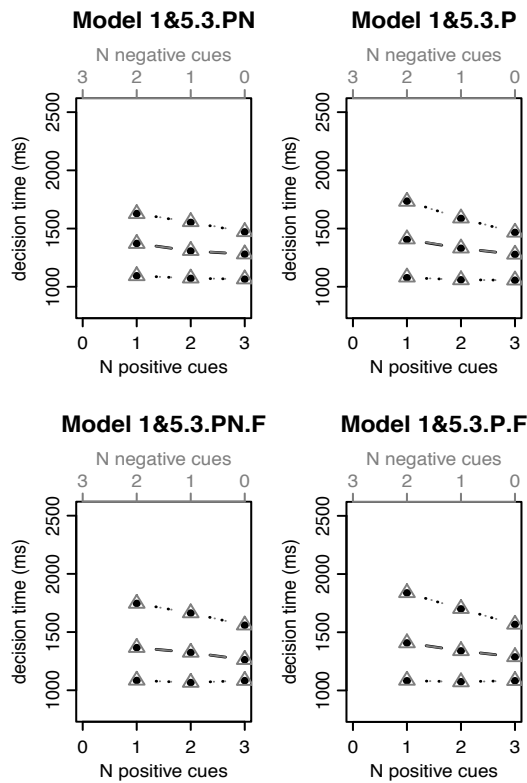 Model 1&5.3.PN
N negative cues
3 2 1 0
decision time (ms)
2500
2000
1500
1000
0 1 2 3
N positive cues
Model 1&5.3.P
N negative cues
3 2 1 0
decision time (ms)
2500
2000
1500
1000
0 1 2 3
N positive cues
Model 1&5.3.PN.F
N negative cues
3 2 1 0
decision time (ms)
2500
2000
1500
1000
0 1 2 3
N positive cues
Model 1&5.3.P.F
N negative cues
3 2 1 0
decision time (ms)
2500
2000
1500
1000
0 1 2 3
N positive cues